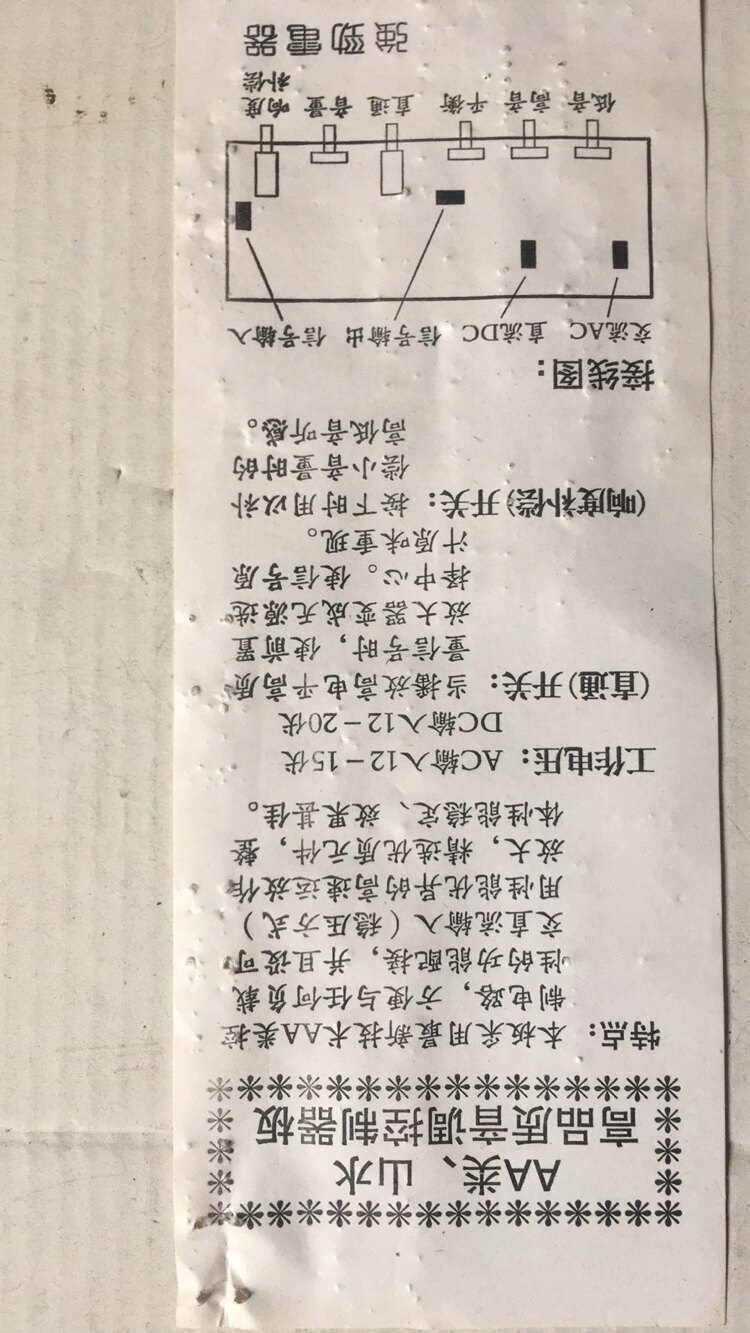 ****************
* AA类、山水 *
* 高品质音调控制器板 *
****************
特点：本板采用最新技术AA类控
制电路，方便与任何负载
性的功能配接，并且设可
交直流输入（稳压方式）
用性能优异的高速运放作
放大，精选优质元件，整
体性能稳定、效果甚佳。
工作电压：AC输入12－15伏
DC输入12－20伏
(直通)开关：当播放高电平高质
量信号时，使前置
放大器变成无源选
择中心。使信号原
汁原味重现。
(响度补偿)开关：按下时用以补
偿小音量时的
高低音听感。
接线图：
交流AC 直流DC 信号输出 信号输入
低音 高音 平衡 直通 音量 响度
补偿
強勁電器